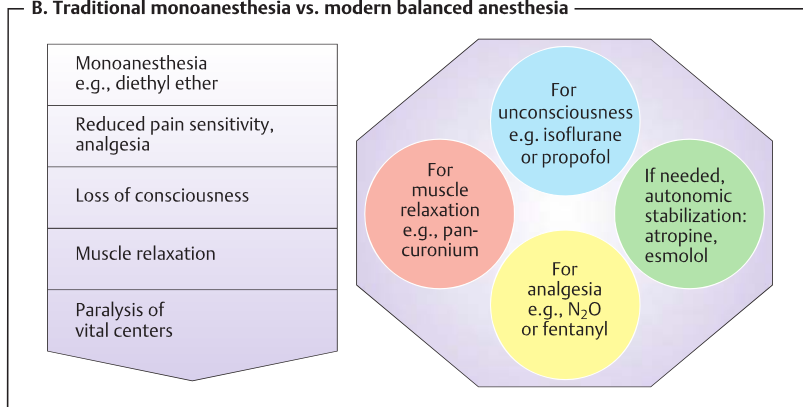 B. Traditional monoanesthesia vs. modern balanced anesthesia
Monoanesthesia
e.g., diethyl ether
Reduced pain sensitivity,
analgesia
Loss of consciousness
Muscle relaxation
Paralysis of
vital centers
For
unconsciousness
e.g. isoflurane
or propofol
For
muscle
relaxation
e.g., pan-
curonium
If needed,
autonomic
stabilization:
atropine,
esmolol
For
analgesia
e.g., N₂O
or fentanyl